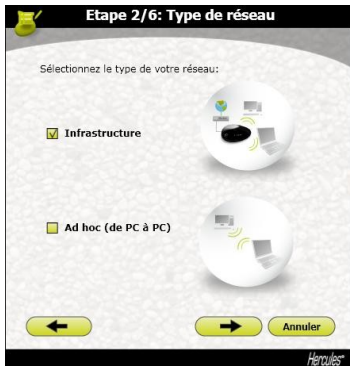 Etape 2/6: Type de réseau
Sélectionnez le type de votre réseau:
Infrastructure
Ad hoc (de PC à PC)
Annuler
Hercules